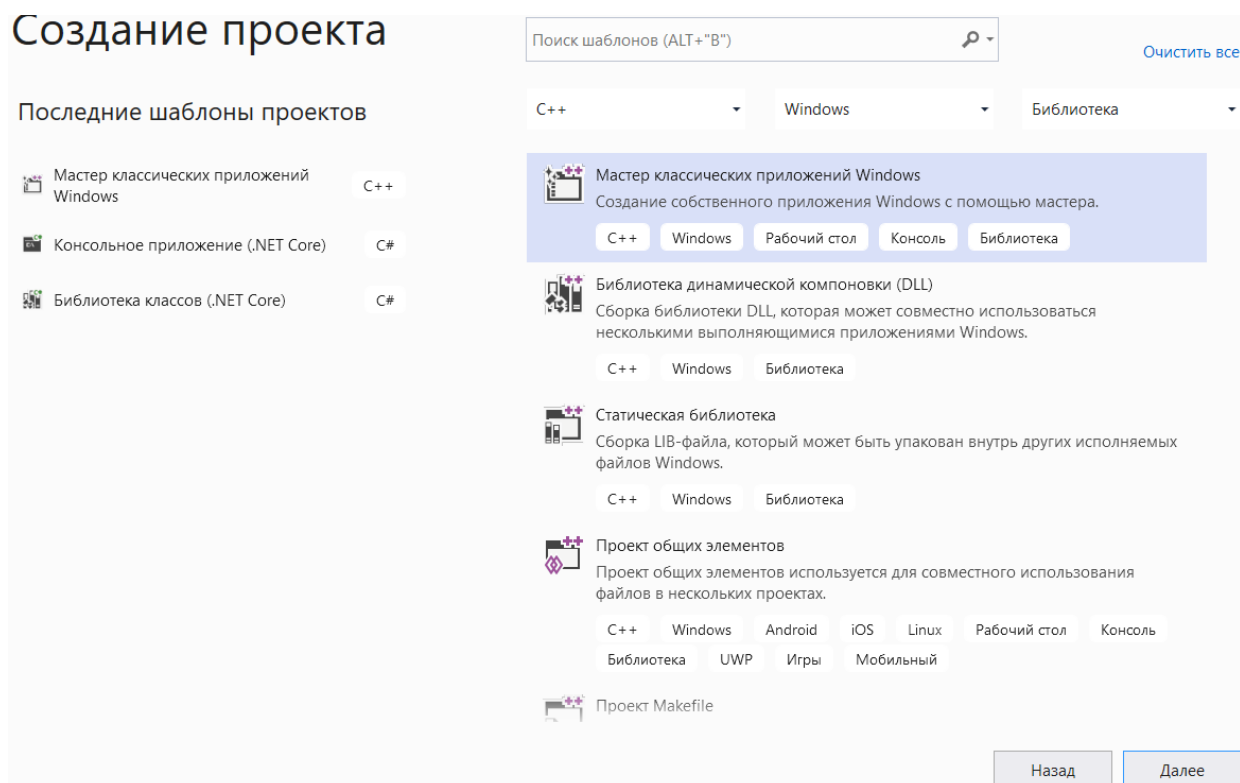 Создание проекта
Поиск шаблонов (ALT+"B")
Очистить все
Последние шаблоны проектов
C++
Windows
Библиотека
Мастер классических приложений
Windows
C++
Консольное приложение (.NET Core)
C#
Библиотека классов (.NET Core)
C#
Мастер классических приложений Windows
Создание собственного приложения Windows с помощью мастера.
C++ Windows Рабочий стол Консоль Библиотека
Библиотека динамической компоновки (DLL)
Сборка библиотеки DLL, которая может совместно использоваться
несколькими выполняющимися приложениями Windows.
C++ Windows Библиотека
Статическая библиотека
Сборка LIB-файла, который может быть упакован внутрь других исполняемых
файлов Windows.
C++ Windows Библиотека
Проект общих элементов
Проект общих элементов используется для совместного использования
файлов в нескольких проектах.
C++ Windows Android iOS Linux Рабочий стол Консоль
Библиотека UWP Игры Мобильный
Проект Makefile
Назад
Далее